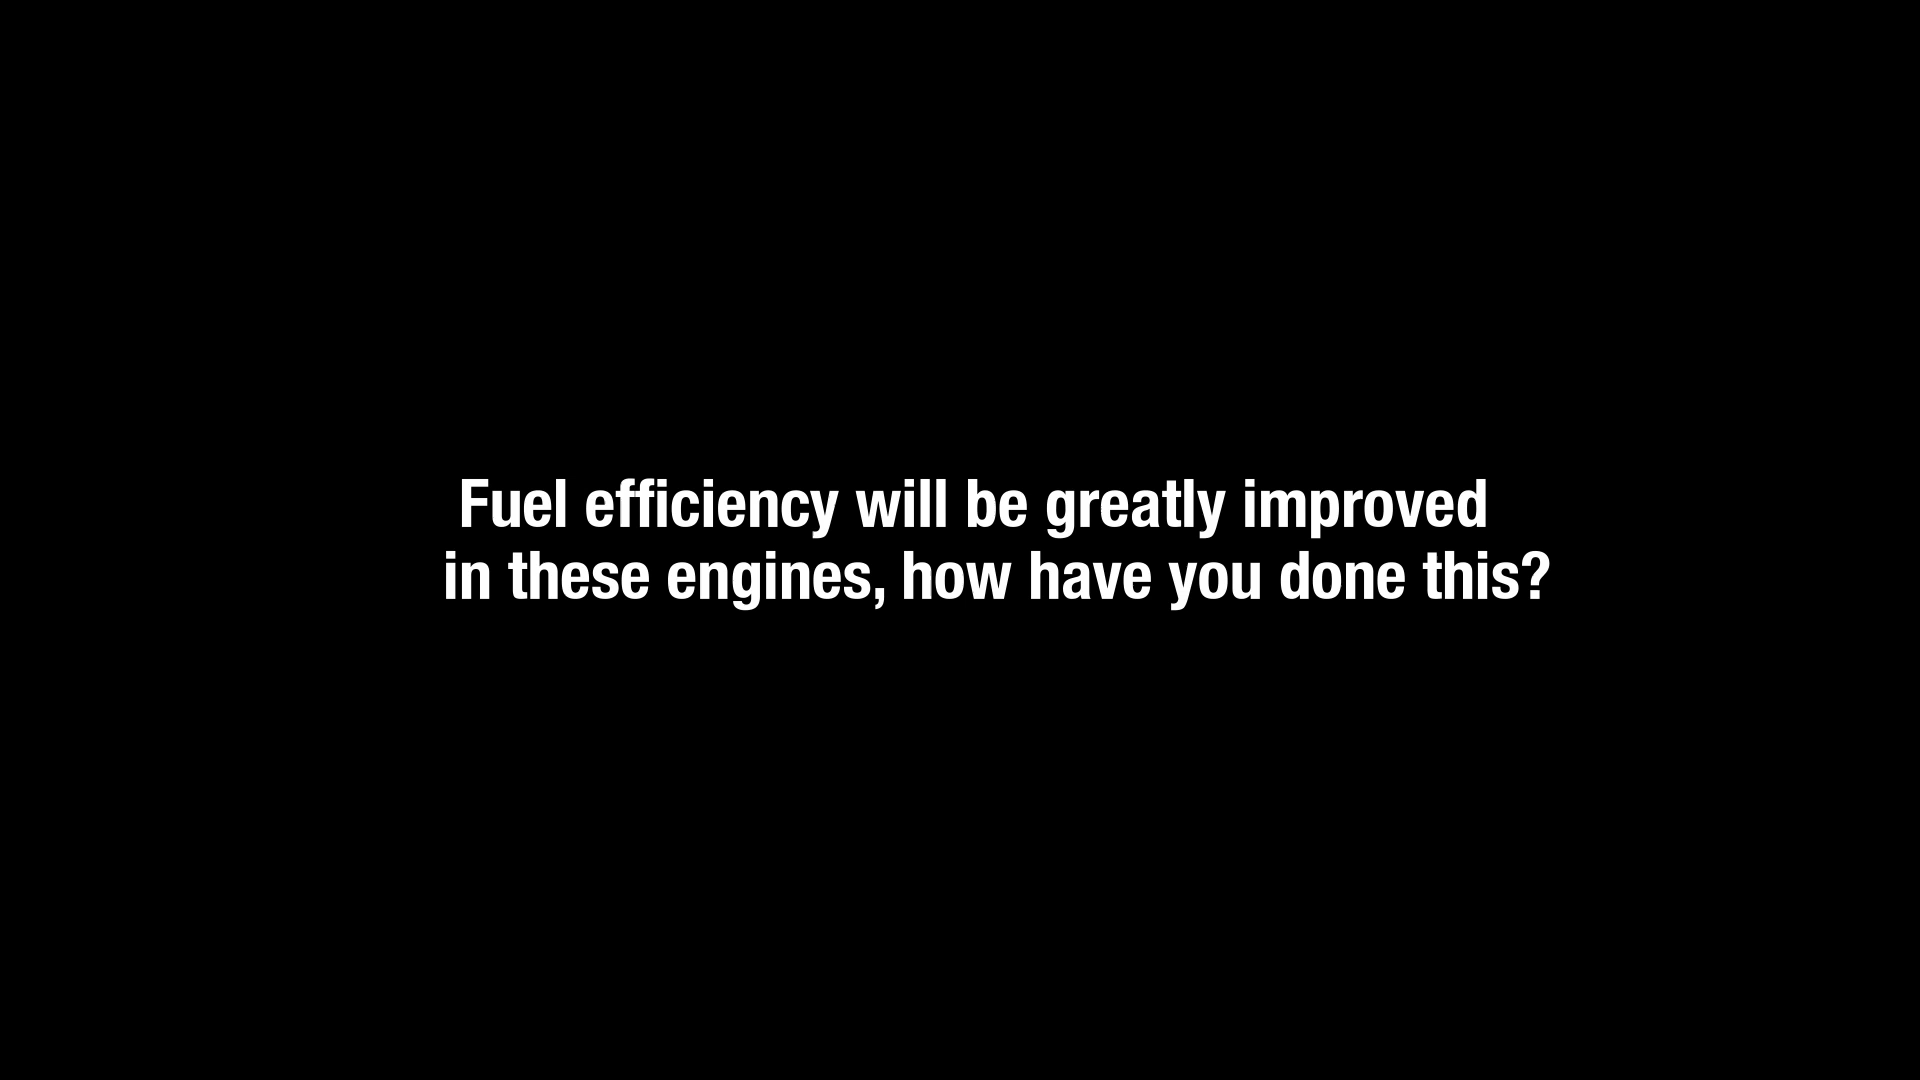 Fuel efficiency will be greatly improved
in these engines, how have you done this?